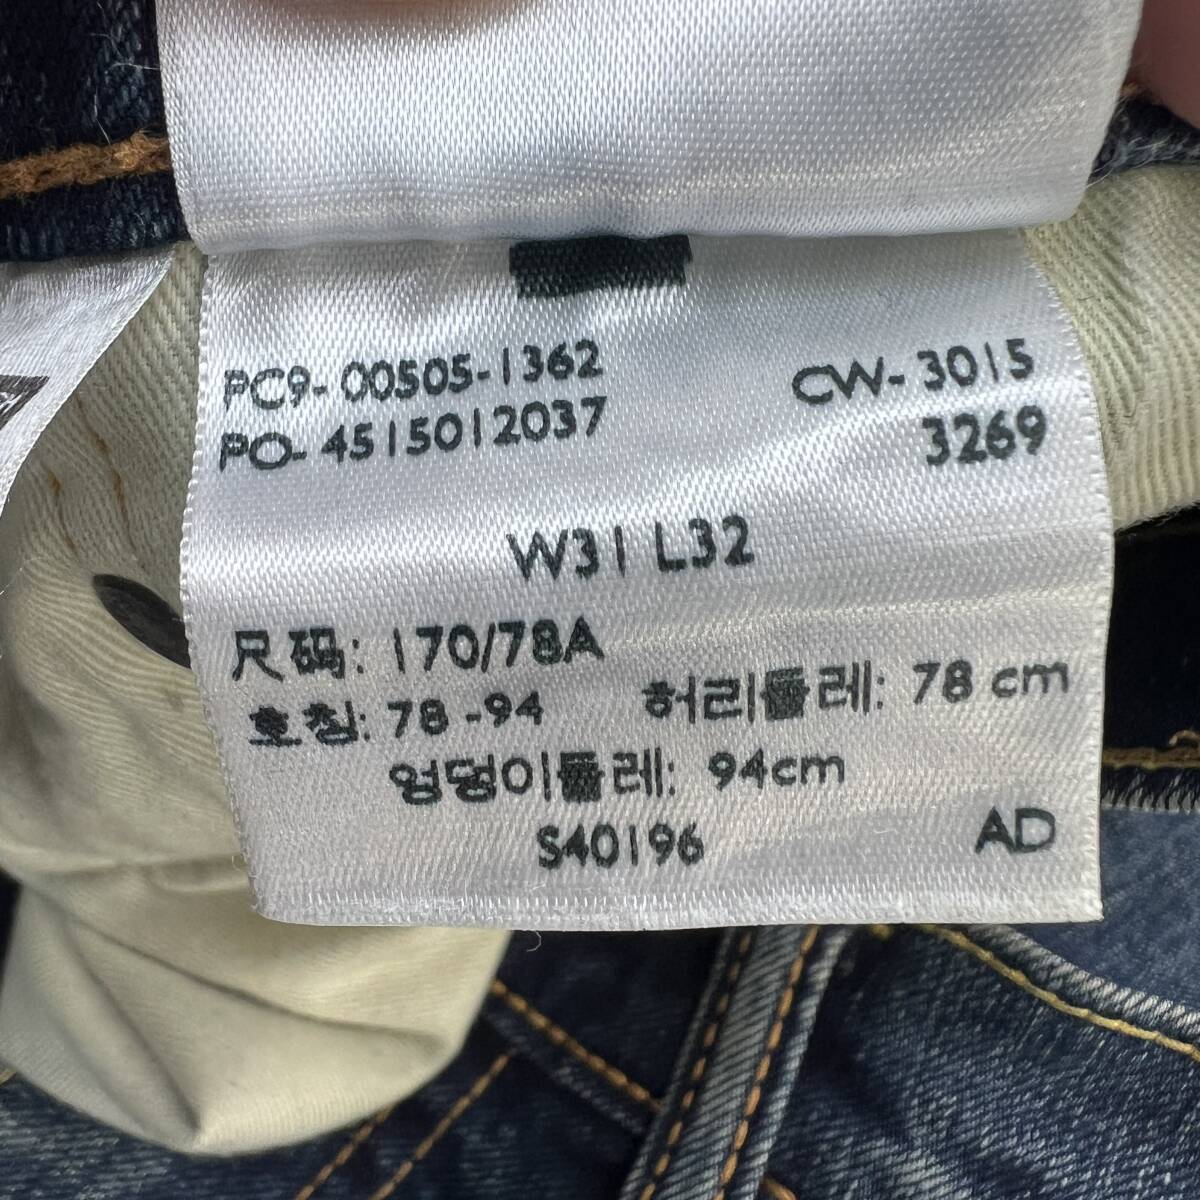 PC9-00505-1362 CW-3015
PO-4515012037 3269
W31 L32
尺码: 170/78A
호칭: 78-94 허리둘레: 78 cm
엉덩이둘레: 94cm
S40196 AD